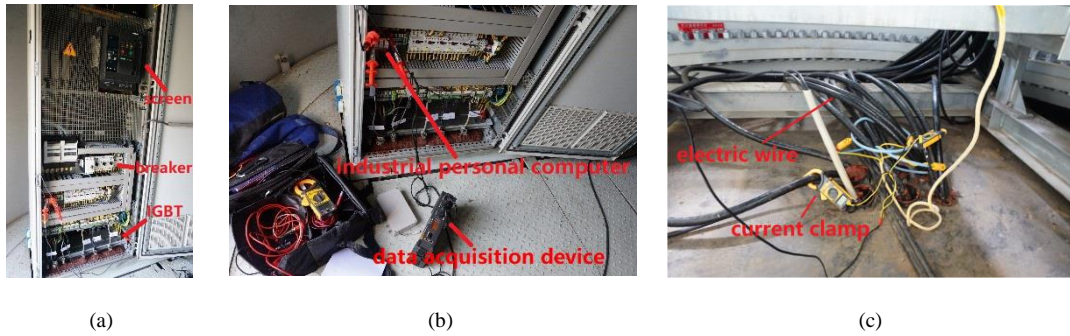 screen
breaker
IGBT
industrial personal computer
data acquisition device
electric wire
current clamp
(a)
(b)
(c)